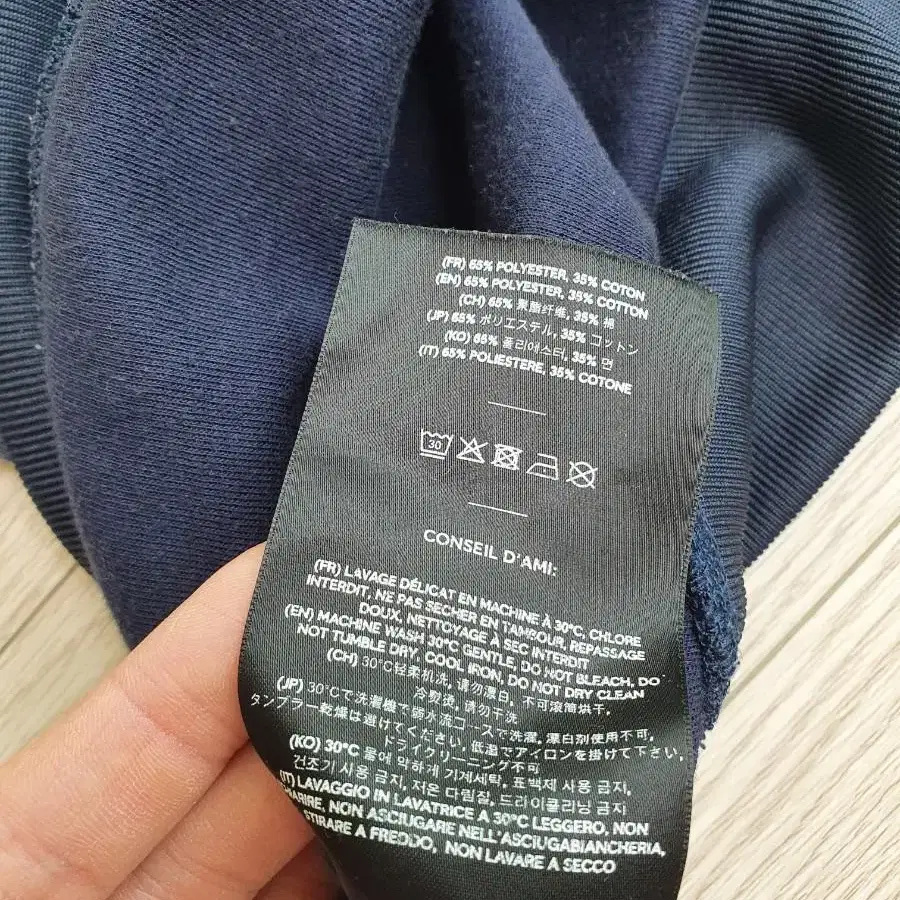 (FR) 65% POLYESTER, 35% COTON
(EN) 65% POLYESTER, 35% COTTON
(CH) 65% 聚脂纤维, 35% 棉
(JP) 65% ポリエステル, 35% コットン
(KO) 65% 폴리에스터, 35% 면
(IT) 65% POLIESTERE, 35% COTONE
30
CONSEIL D'AMI:
(FR) LAVAGE DÉLICAT EN MACHINE À 30°C, CHLORE
INTERDIT, NE PAS SÉCHER EN TAMBOUR, REPASSAGE
DOUX, NETTOYAGE À SEC INTERDIT
(EN) MACHINE WASH 30°C GENTLE, DO NOT BLEACH, DO
NOT TUMBLE DRY, COOL IRON, DO NOT DRY CLEAN
(CH) 30°C轻柔机洗, 请勿漂白, 不可滚筒烘干,
冷熨烫, 请勿干洗
(JP) 30°Cで洗濯機で弱水流コースで洗濯, 漂白剤使用不可,
タンブラー乾燥は避けてください, 低温でアイロンを掛けて下さい,
ドライクリーニング不可
(KO) 30°C 물에 약하게 기계세탁, 표백제 사용 금지,
건조기 사용 금지, 저온 다림질, 드라이클리닝 금지
(IT) LAVAGGIO IN LAVATRICE A 30°C LEGGERO, NON
NON ASCIUGARE NELL'ASCIUGABIANCHERIA,
STIRARE A FREDDO, NON LAVARE A SECCO